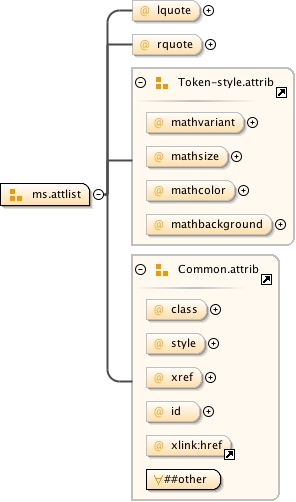 @ lquote
@ rquote
Token-style.attrib
@ mathvariant
@ mathsize
@ mathcolor
@ mathbackground
ms.attlist
Common.attrib
@ class
@ style
@ xref
@ id
@ xlink:href
∀##other